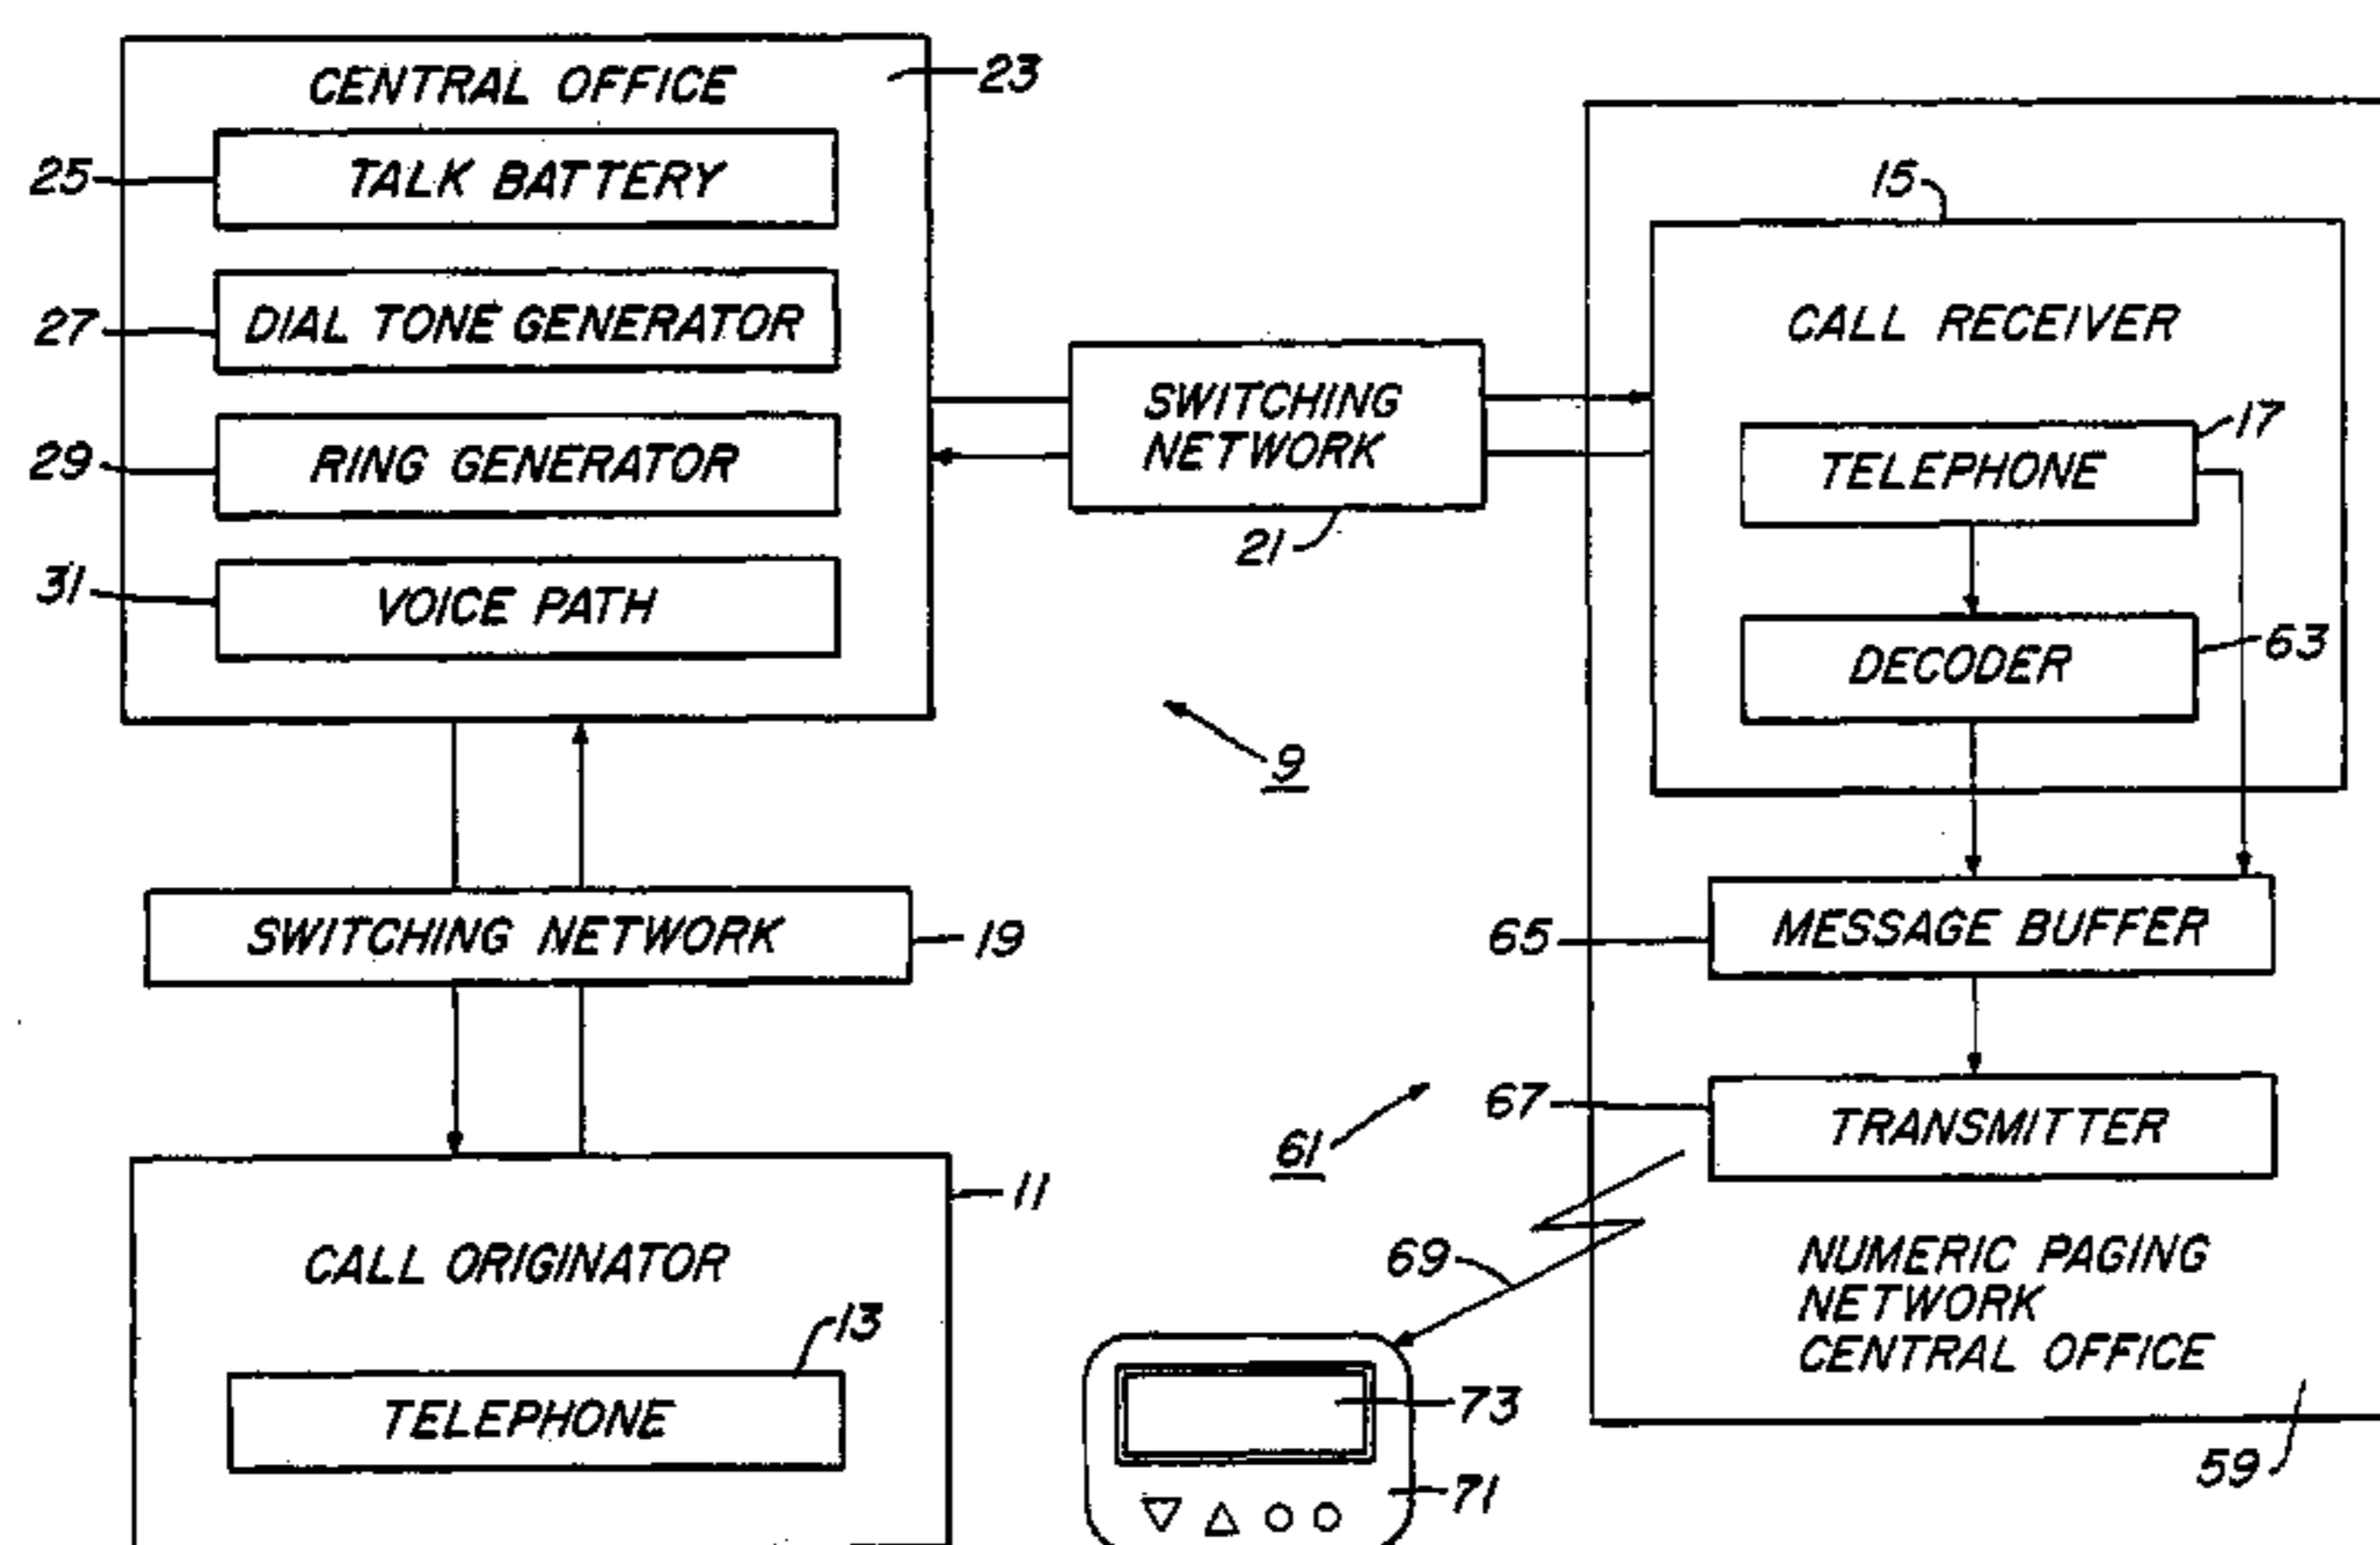 CENTRAL OFFICE
23
25
TALK BATTERY
27
DIAL TONE GENERATOR
29
RING GENERATOR
31
VOICE PATH
SWITCHING
NETWORK
21
15
CALL RECEIVER
17
TELEPHONE
DECODER
63
9
SWITCHING NETWORK
19
65
MESSAGE BUFFER
67
TRANSMITTER
61
69
NUMERIC PAGING
NETWORK
CENTRAL OFFICE
59
11
CALL ORIGINATOR
13
TELEPHONE
73
71